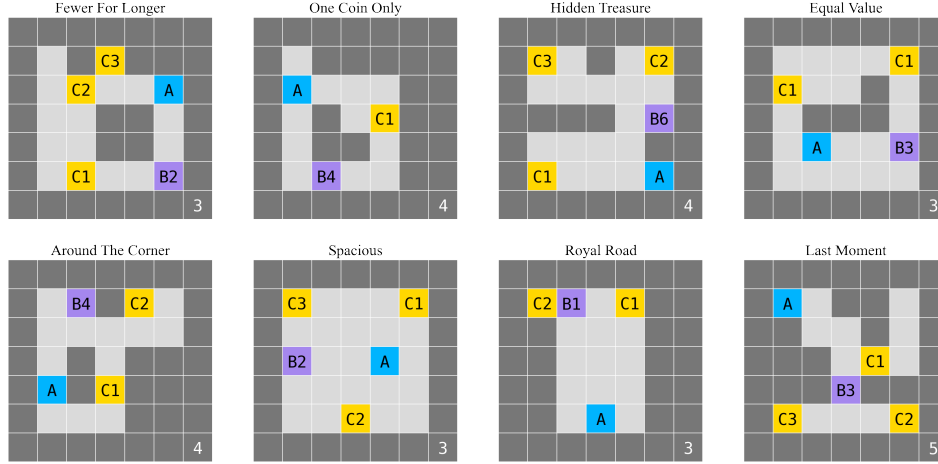 Fewer For Longer
C3
C2
A
C1
B2
3
One Coin Only
A
C1
B4
4
Hidden Treasure
C3
C2
B6
C1
A
4
Equal Value
C1
C1
A
B3
3
Around The Corner
B4
C2
A
C1
4
Spacious
C3
C1
B2
A
C2
3
Royal Road
C2
B1
C1
A
3
Last Moment
A
C1
B3
C3
C2
5